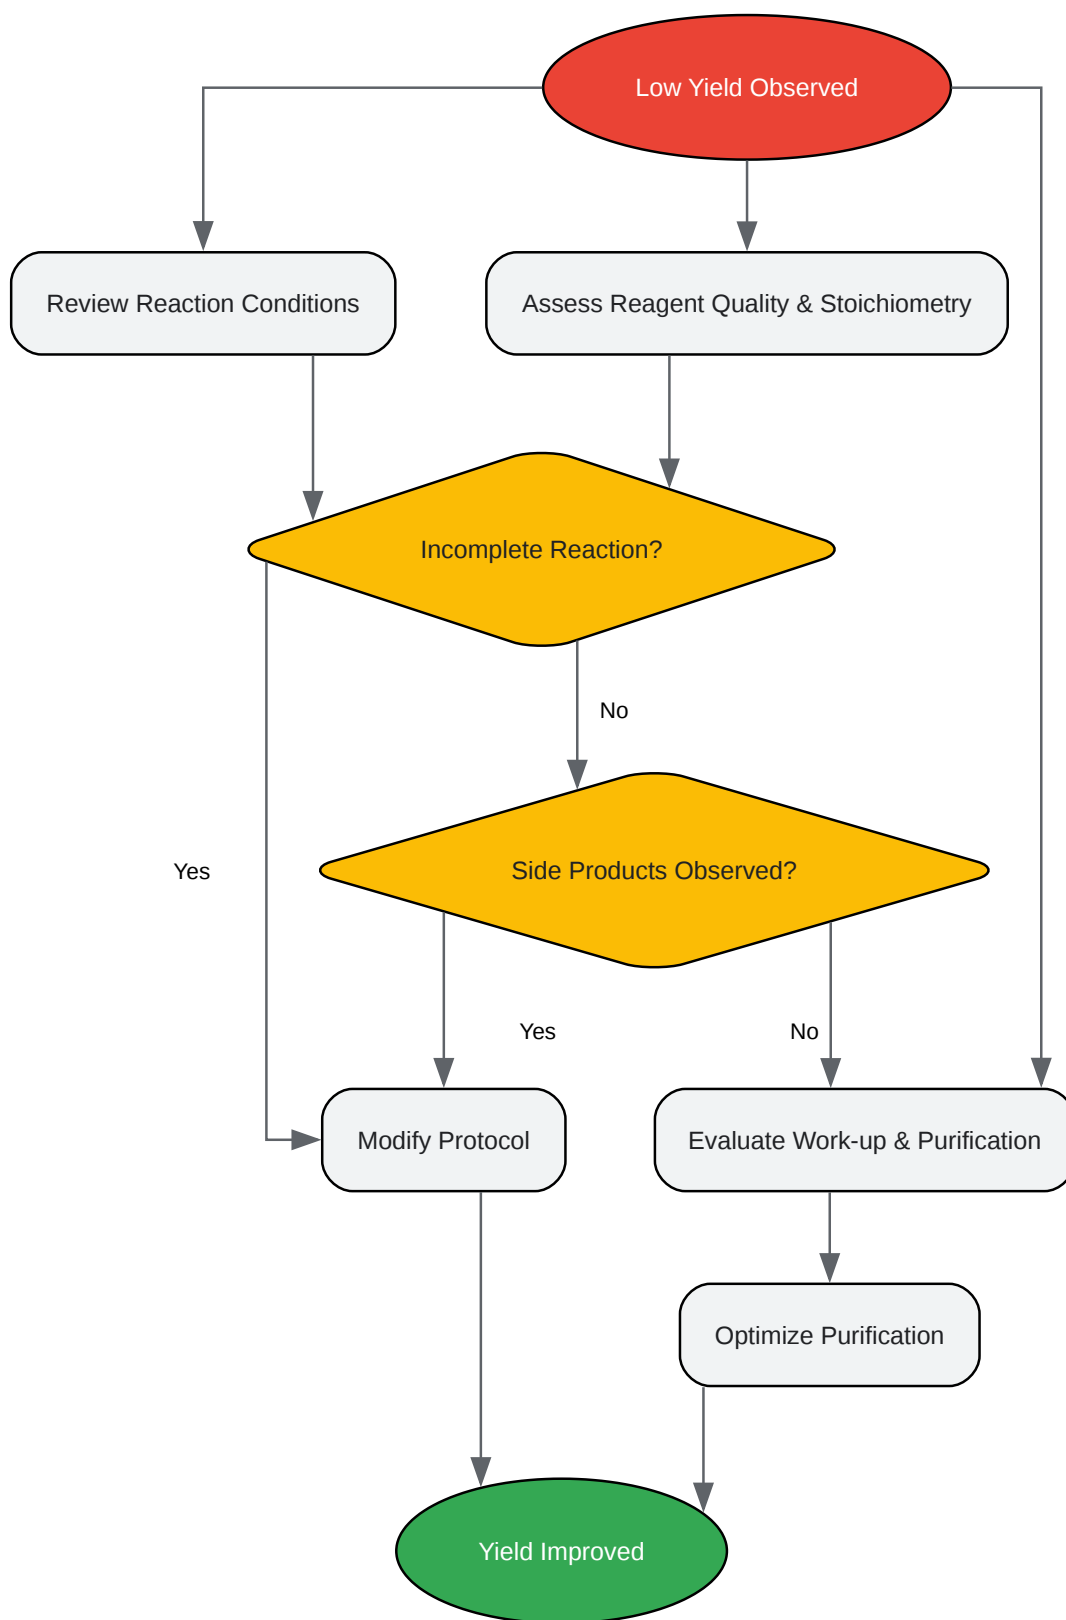 Low Yield Observed
Review Reaction Conditions
Assess Reagent Quality & Stoichiometry
Incomplete Reaction?
No
Side Products Observed?
Yes
Yes
No
Modify Protocol
Evaluate Work-up & Purification
Optimize Purification
Yield Improved